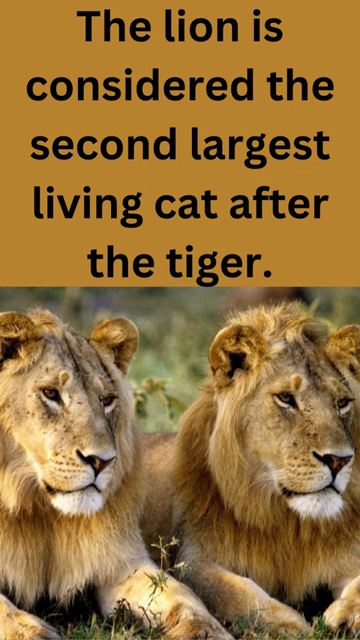 The lion is
considered the
second largest
living cat after
the tiger.